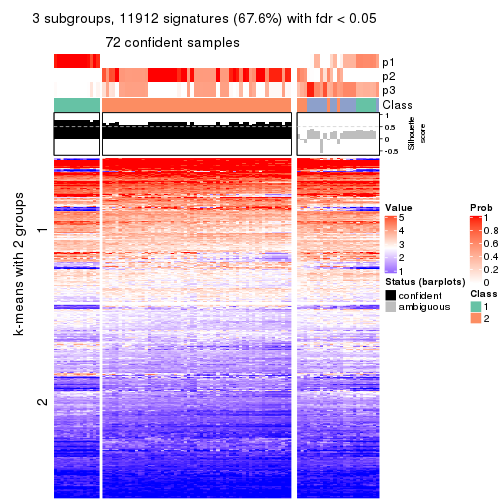 3 subgroups, 11912 signatures (67.6%) with fdr < 0.05
72 confident samples
p1
p2
p3
Class
1
0.5
0
-0.5
Silhouette
score
k-means with 2 groups
1
2
Value
5
4
3
2
1
Status (barplots)
confident
ambiguous
Prob
1
0.8
0.6
0.4
0.2
0
Class
1
2